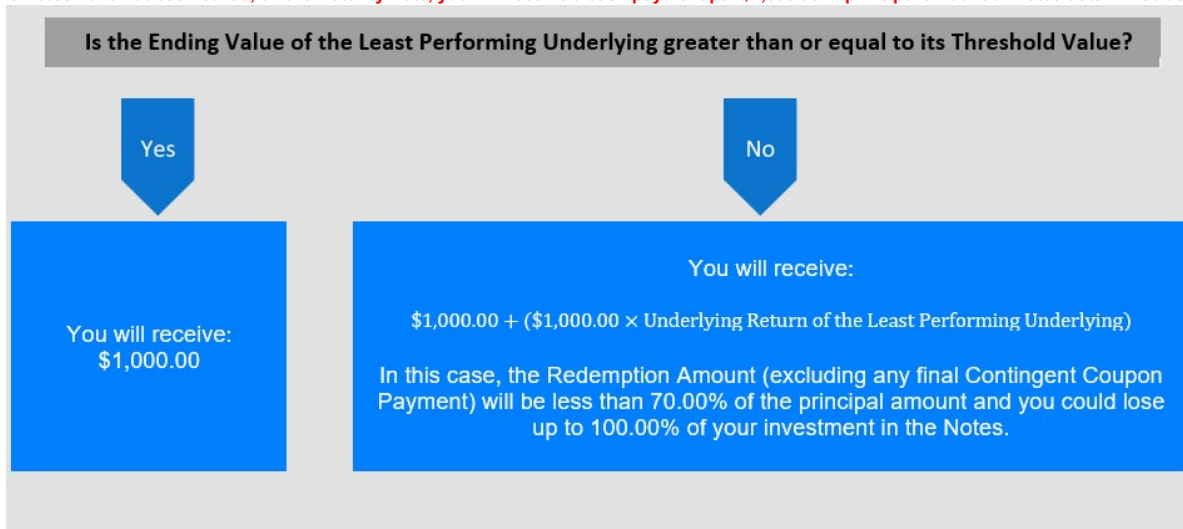 Is the Ending Value of the Least Performing Underlying greater than or equal to its Threshold Value?
Yes
No
You will receive:
$1,000.00
You will receive:
$1,000.00 + ($1,000.00 × Underlying Return of the Least Performing Underlying)
In this case, the Redemption Amount (excluding any final Contingent Coupon
Payment) will be less than 70.00% of the principal amount and you could lose
up to 100.00% of your investment in the Notes.